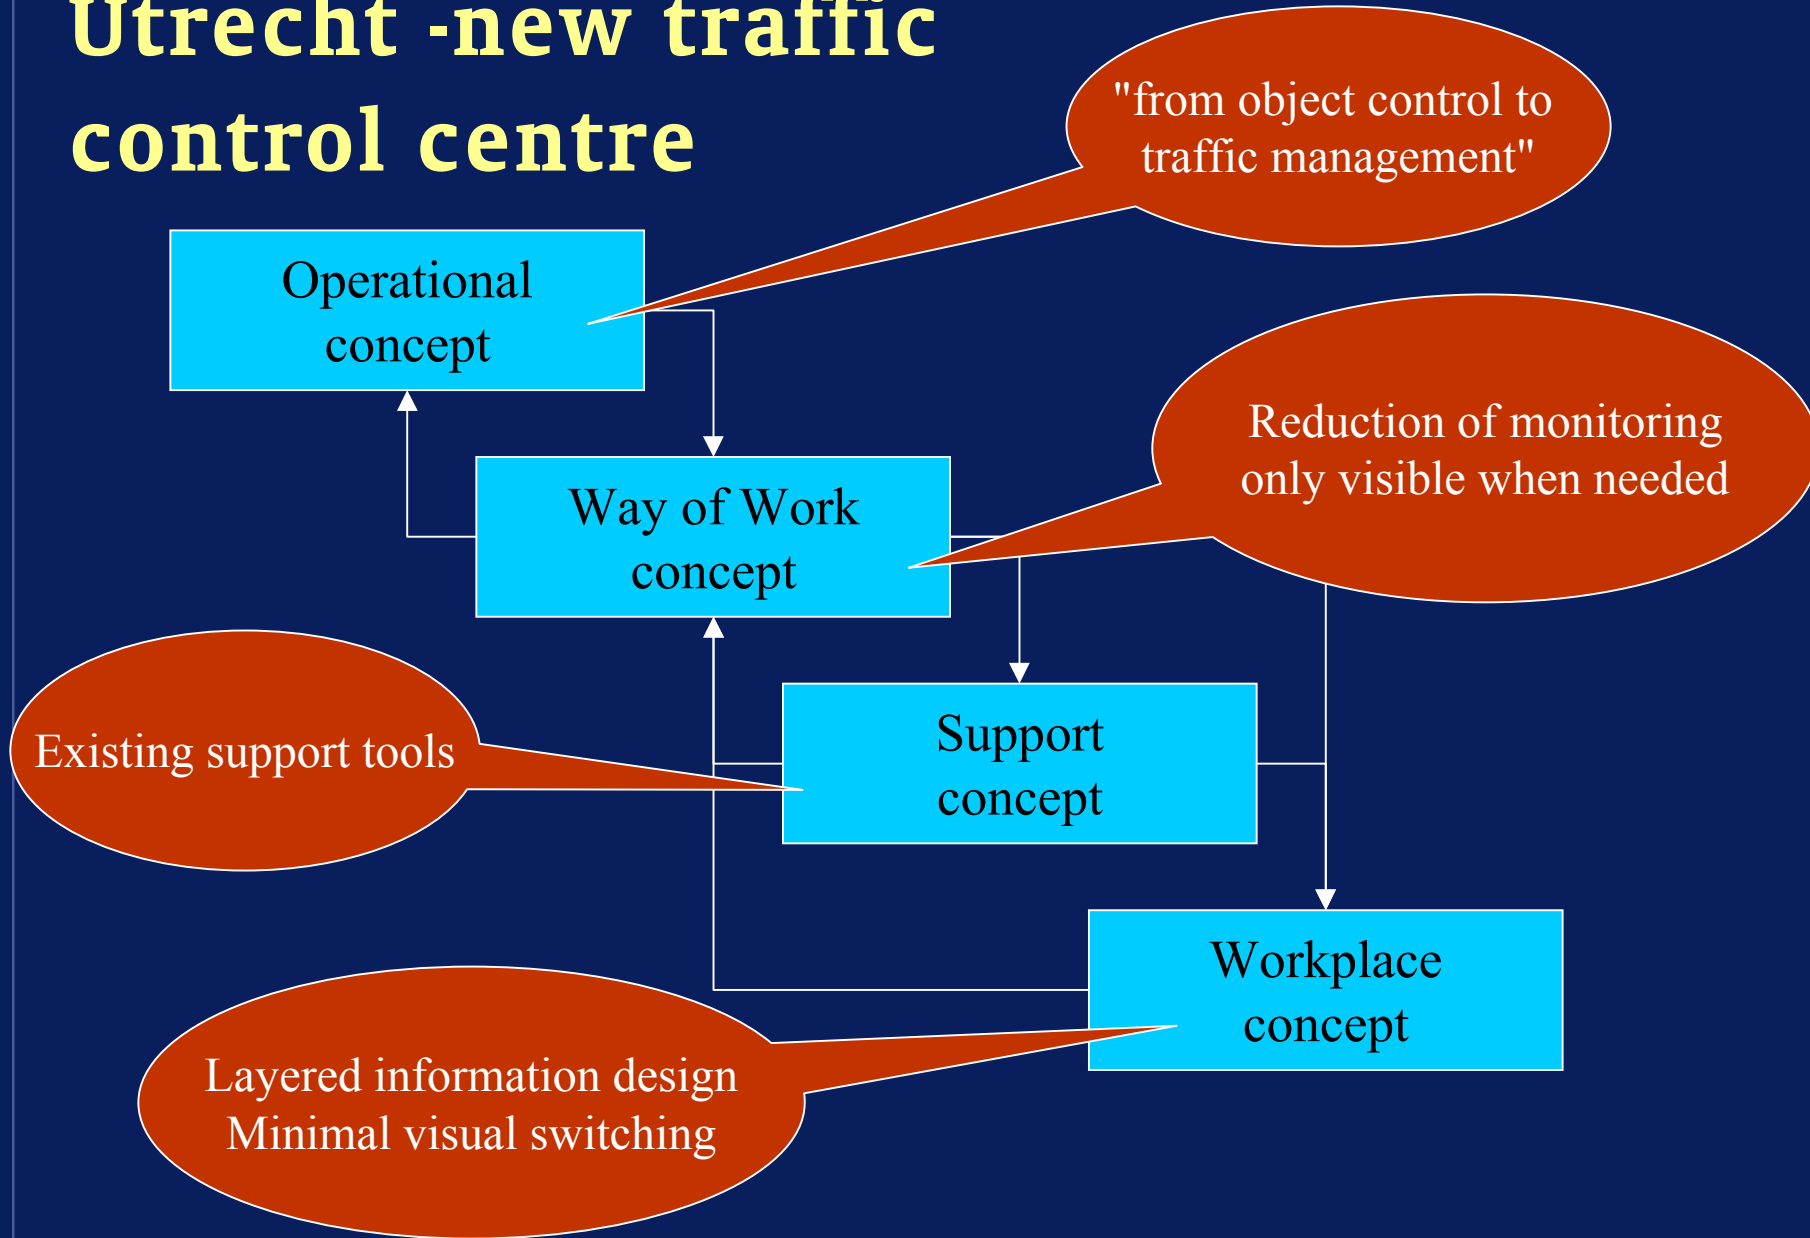 Utrecht -new traffic
control centre
"from object control to
traffic management"
Operational
concept
Reduction of monitoring
only visible when needed
Way of Work
concept
Existing support tools
Support
concept
Workplace
concept
Layered information design
Minimal visual switching